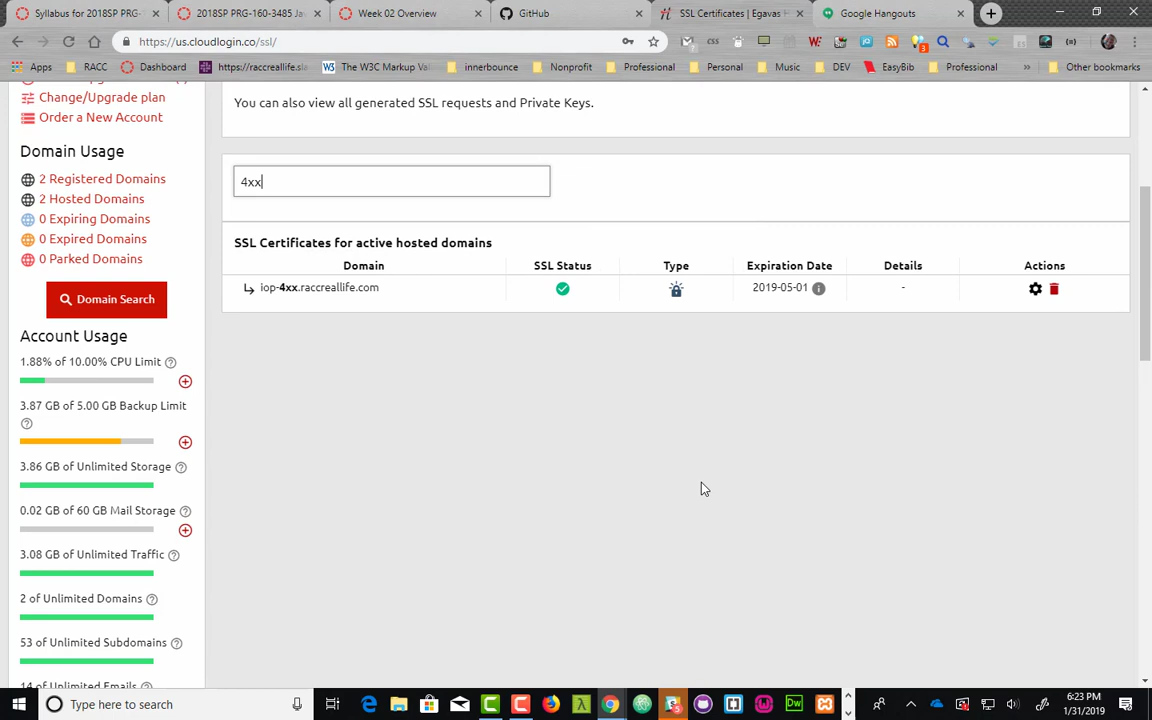 Syllabus for 2018SP PRG-
2018SP PRG-160-3485 Ja
Week 02 Overview
GitHub
SSL Certificates | Egavas H
Google Hangouts
https://us.cloudlogin.co/ssl/
Apps
RACC
Dashboard
https://raccreallife.sla
The W3C Markup Va
innerbounce
Nonprofit
Professional
Personal
Music
DEV
EasyBib
Professional
»
Other bookmarks
Change/Upgrade plan
Order a New Account
Domain Usage
2 Registered Domains
2 Hosted Domains
0 Expiring Domains
0 Expired Domains
0 Parked Domains
Domain Search
Account Usage
1.88% of 10.00% CPU Limit
3.87 GB of 5.00 GB Backup Limit
3.86 GB of Unlimited Storage
0.02 GB of 60 GB Mail Storage
3.08 GB of Unlimited Traffic
2 of Unlimited Domains
53 of Unlimited Subdomains
14 of Unlimited Emails
You can also view all generated SSL requests and Private Keys.
4xx
SSL Certificates for active hosted domains
Domain SSL Status Type Expiration Date Details Actions
iop-4xx.raccreallife.com 2019-05-01 -
Type here to search
6:23 PM
1/31/2019